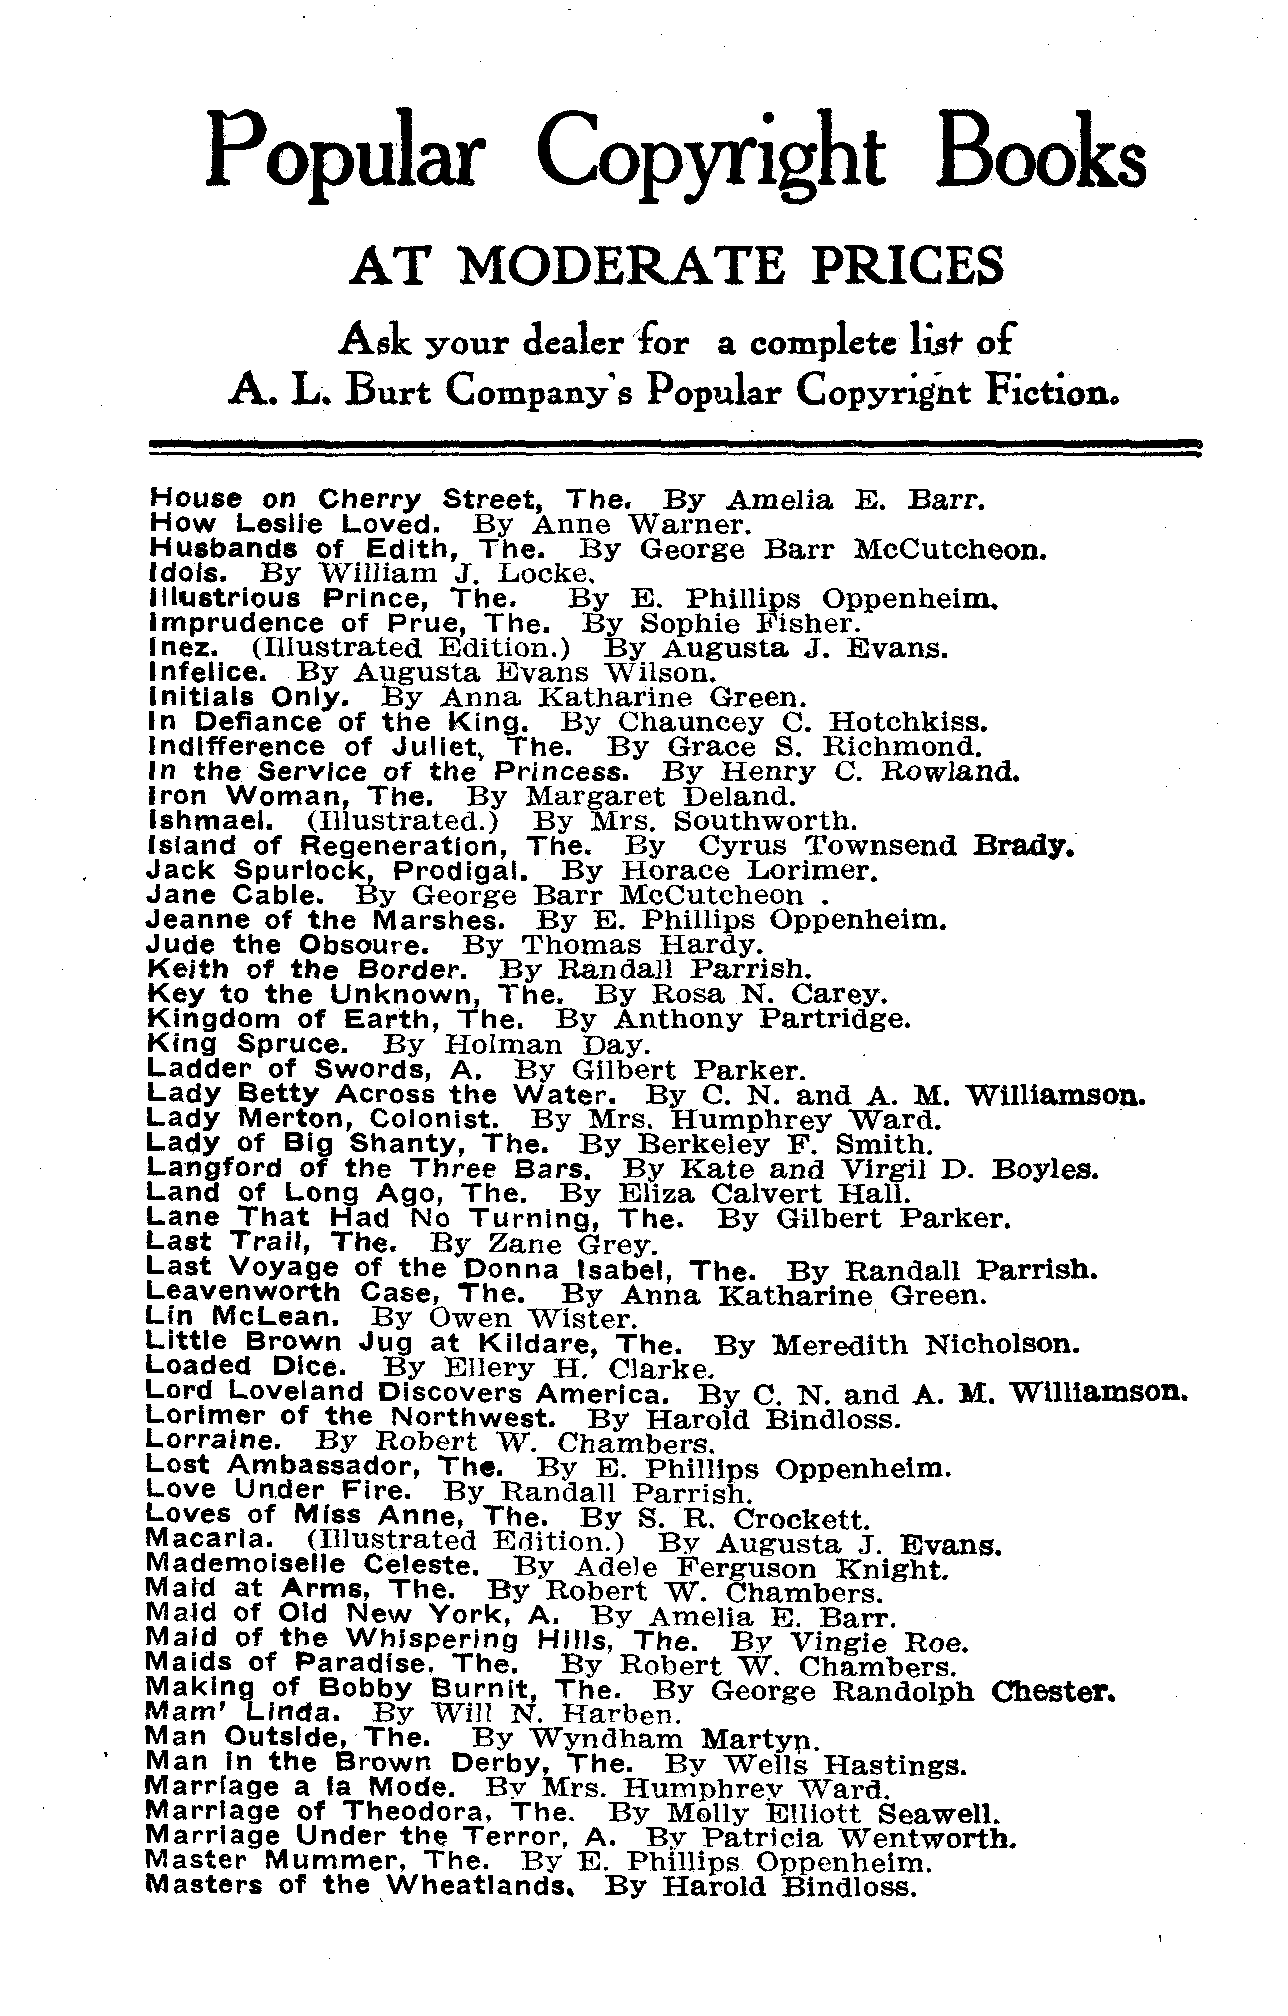 Popular Copyright Books
AT MODERATE PRICES
Ask your dealer for a complete list of
A. L. Burt Company's Popular Copyright Fiction.
House on Cherry Street, The. By Amelia E. Barr.
How Leslie Loved. By Anne Warner.
Husbands of Edith, The. By George Barr McCutcheon.
Idols. By William J. Locke.
Illustrious Prince, The. By E. Phillips Oppenheim.
Imprudence of Prue, The. By Sophie Fisher.
Inez. (Illustrated Edition.) By Augusta J. Evans.
Infelice. By Augusta Evans Wilson.
Initials Only. By Anna Katharine Green.
In Defiance of the King. By Chauncey C. Hotchkiss.
Indifference of Juliet, The. By Grace S. Richmond.
In the Service of the Princess. By Henry C. Rowland.
Iron Woman, The. By Margaret Deland.
Ishmael. (Illustrated.) By Mrs. Southworth.
Island of Regeneration, The. By Cyrus Townsend Brady.
Jack Spurlock, Prodigal. By Horace Lorimer.
Jane Cable. By George Barr McCutcheon .
Jeanne of the Marshes. By E. Phillips Oppenheim.
Jude the Obsoure. By Thomas Hardy.
Keith of the Border. By Randall Parrish.
Key to the Unknown, The. By Rosa N. Carey.
Kingdom of Earth, The. By Anthony Partridge.
King Spruce. By Holman Day.
Ladder of Swords, A. By Gilbert Parker.
Lady Betty Across the Water. By C. N. and A. M. Williamson.
Lady Merton, Colonist. By Mrs. Humphrey Ward.
Lady of Big Shanty, The. By Berkeley F. Smith.
Langford of the Three Bars. By Kate and Virgil D. Boyles.
Land of Long Ago, The. By Eliza Calvert Hall.
Lane That Had No Turning, The. By Gilbert Parker.
Last Trail, The. By Zane Grey.
Last Voyage of the Donna Isabel, The. By Randall Parrish.
Leavenworth Case, The. By Anna Katharine Green.
Lin McLean. By Owen Wister.
Little Brown Jug at Kildare, The. By Meredith Nicholson.
Loaded Dice. By Ellery H. Clarke.
Lord Loveland Discovers America. By C. N. and A. M. Williamson.
Lorimer of the Northwest. By Harold Bindloss.
Lorraine. By Robert W. Chambers.
Lost Ambassador, The. By E. Phillips Oppenheim.
Love Under Fire. By Randall Parrish.
Loves of Miss Anne, The. By S. R. Crockett.
Macaria. (Illustrated Edition.) By Augusta J. Evans.
Mademoiselle Celeste. By Adele Ferguson Knight.
Maid at Arms, The. By Robert W. Chambers.
Maid of Old New York, A. By Amelia E. Barr.
Maid of the Whispering Hills, The. By Vingie Roe.
Maids of Paradise, The. By Robert W. Chambers.
Making of Bobby Burnit, The. By George Randolph Chester.
Mam' Linda. By Will N. Harben.
Man Outside, The. By Wyndham Martyn.
Man in the Brown Derby, The. By Wells Hastings.
Marriage a la Mode. By Mrs. Humphrey Ward.
Marriage of Theodora, The. By Molly Elliott Seawell.
Marriage Under the Terror, A. By Patricia Wentworth.
Master Mummer, The. By E. Phillips Oppenheim.
Masters of the Wheatlands. By Harold Bindloss.